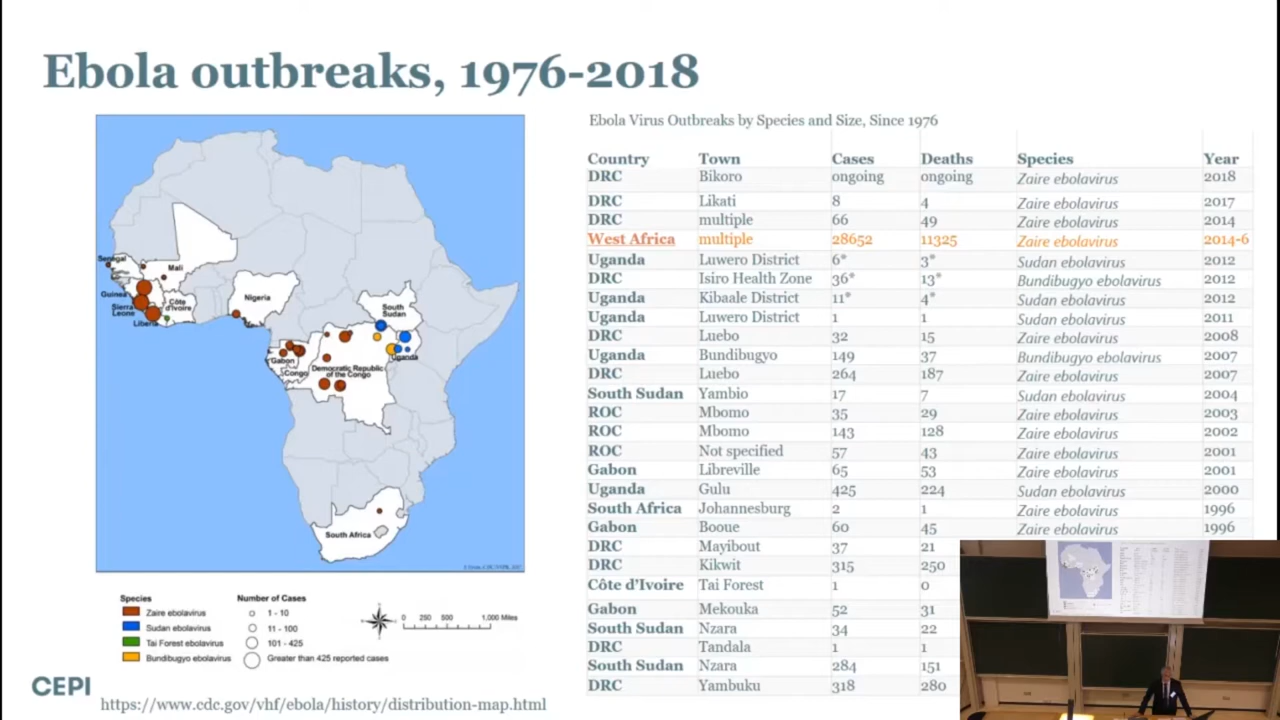 Ebola outbreaks, 1976-2018
Senegal
Mali
Guinea
Sierra Leone
Côte d'Ivoire
Liberia
Nigeria
South Sudan
Uganda
Gabon
Congo
Democratic Republic of the Congo
South Africa
Species
Zaire ebolavirus
Sudan ebolavirus
Tai Forest ebolavirus
Bundibugyo ebolavirus
Number of Cases
1 - 10
11 - 100
101 - 425
Greater than 425 reported cases
0 250 500 1,000 Miles
CEPI
https://www.cdc.gov/vhf/ebola/history/distribution-map.html
Ebola Virus Outbreaks by Species and Size, Since 1976
Country Town Cases Deaths Species Year
DRC Bikoro ongoing ongoing Zaire ebolavirus 2018
DRC Likati 8 4 Zaire ebolavirus 2017
DRC multiple 66 49 Zaire ebolavirus 2014
West Africa multiple 28652 11325 Zaire ebolavirus 2014-6
Uganda Luwero District 6* 3* Sudan ebolavirus 2012
DRC Isiro Health Zone 36* 13* Bundibugyo ebolavirus 2012
Uganda Kibaale District 11* 4* Sudan ebolavirus 2012
Uganda Luwero District 1 1 Sudan ebolavirus 2011
DRC Luebo 32 15 Zaire ebolavirus 2008
Uganda Bundibugyo 149 37 Bundibugyo ebolavirus 2007
DRC Luebo 264 187 Zaire ebolavirus 2007
South Sudan Yambio 17 7 Sudan ebolavirus 2004
ROC Mbomo 35 29 Zaire ebolavirus 2003
ROC Mbomo 143 128 Zaire ebolavirus 2002
ROC Not specified 57 43 Zaire ebolavirus 2001
Gabon Libreville 65 53 Zaire ebolavirus 2001
Uganda Gulu 425 224 Sudan ebolavirus 2000
South Africa Johannesburg 2 1 Zaire ebolavirus 1996
Gabon Booue 60 45 Zaire ebolavirus 1996
DRC Mayibout 37 21
DRC Kikwit 315 250
Côte d'Ivoire Tai Forest 1 0
Gabon Mekouka 52 31
South Sudan Nzara 34 22
DRC Tandala 1 1
South Sudan Nzara 284 151
DRC Yambuku 318 280